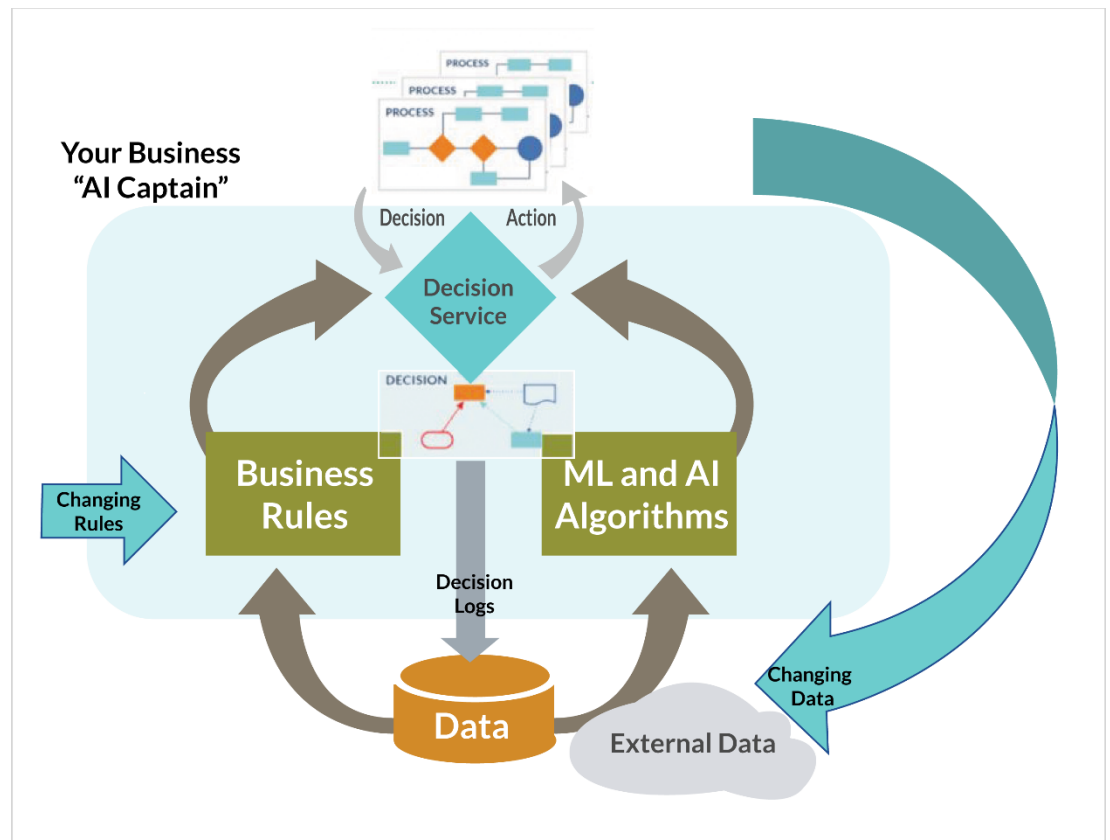 PROCESS
PROCESS
PROCESS
Your Business
“AI Captain”
Decision
Action
Decision
Service
DECISION
Business
Rules
ML and AI
Algorithms
Changing
Rules
Decision
Logs
Changing
Data
Data
External Data